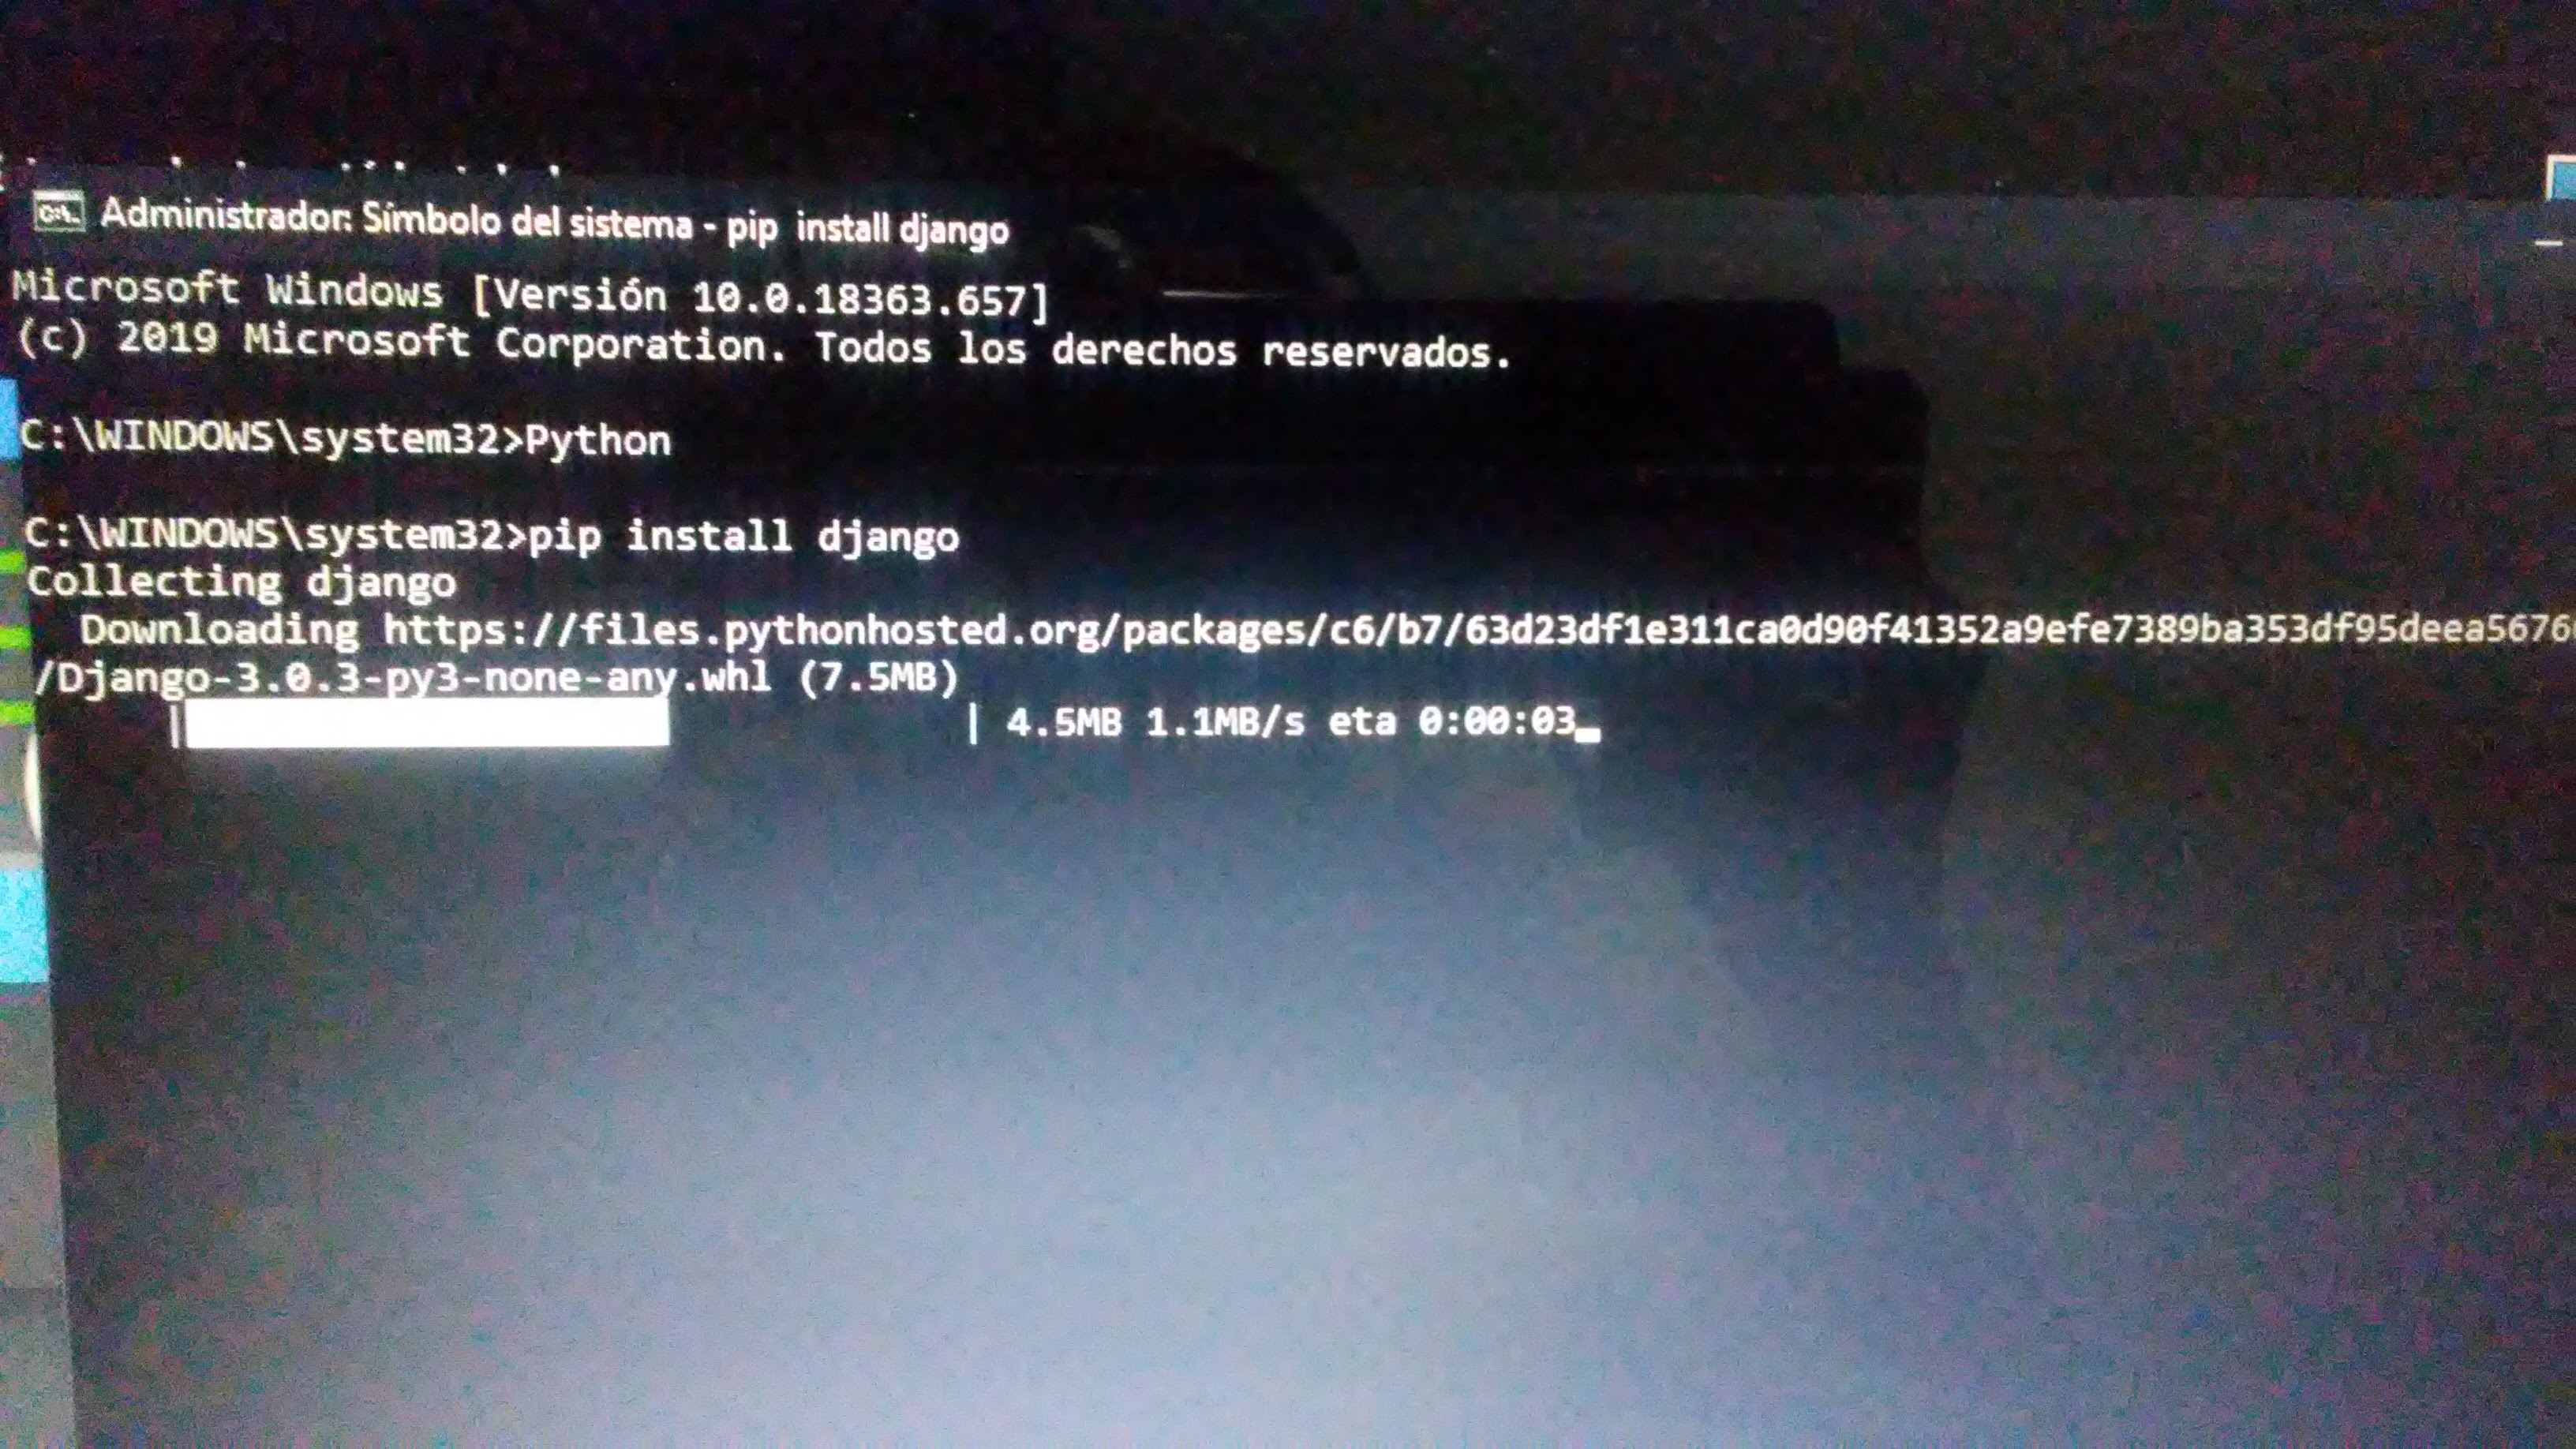 Administrador: Símbolo del sistema - pip  install django
Microsoft Windows [Versión 10.0.18363.657]
(c) 2019 Microsoft Corporation. Todos los derechos reservados.
C:\WINDOWS\system32>Python
C:\WINDOWS\system32>pip install django
Collecting django
  Downloading https://files.pythonhosted.org/packages/c6/b7/63d23df1e311ca0d90f41352a9efe7389ba353df95deea5676
/Django-3.0.3-py3-none-any.whl (7.5MB)
| | 4.5MB 1.1MB/s eta 0:00:03